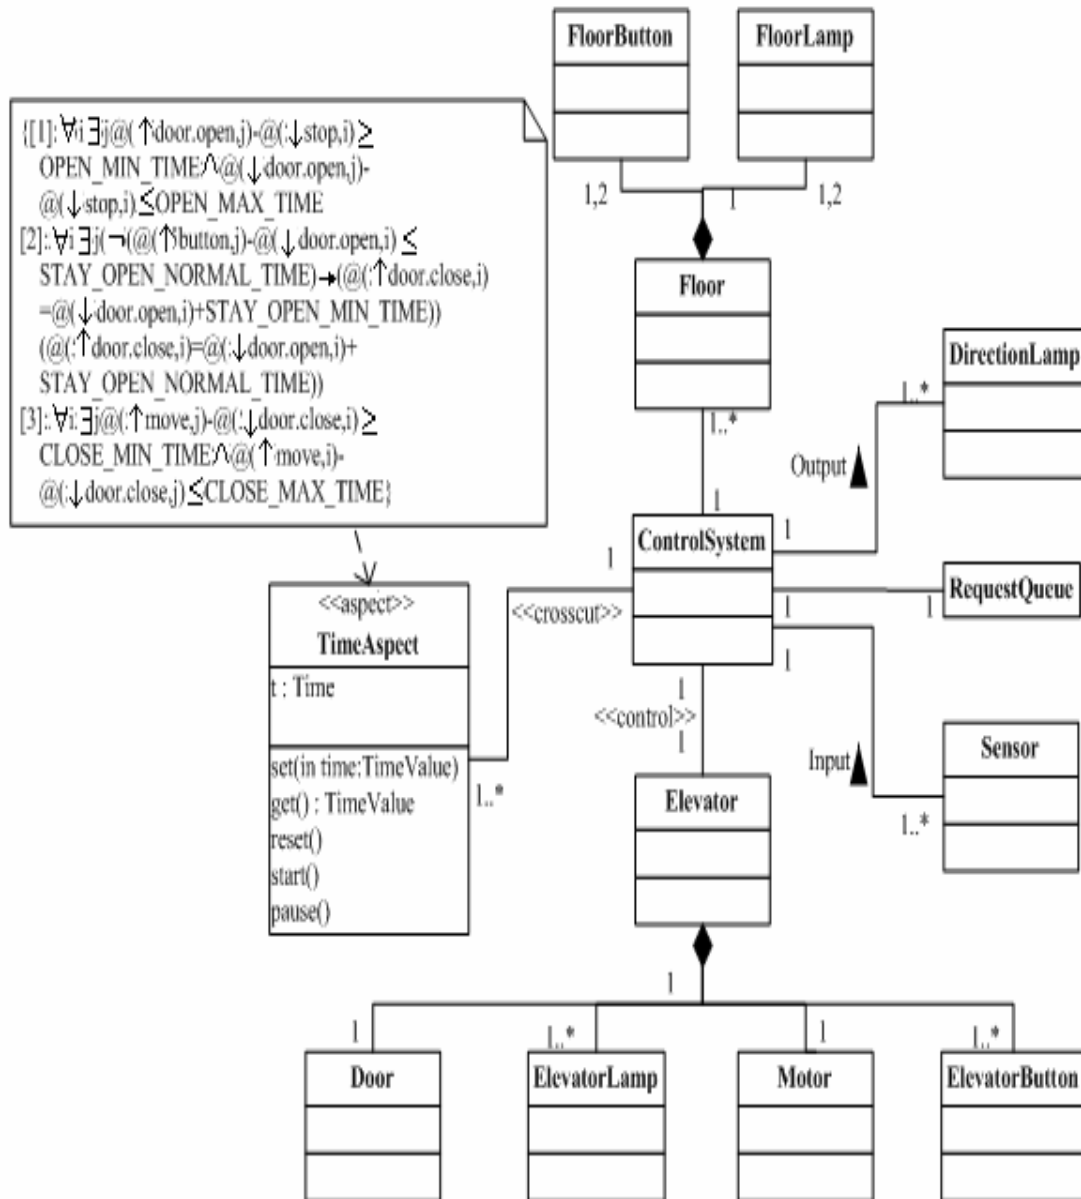 FloorButton
FloorLamp
{[1]:∀i∃j@(↑door.open,j)-@(:↓stop,i)≥
OPEN_MIN_TIME^@(↓door.open,j)-
@(↓stop,i)≤OPEN_MAX_TIME
[2]:∀i∃j(¬(@(↑button,j)-@(↓door.open,i)≤
STAY_OPEN_NORMAL_TIME)→(@(:↑door.close,i)
=@(↓door.open,i)+STAY_OPEN_MIN_TIME))
(@(:↑door.close,i)=@(:↓door.open,i)+
STAY_OPEN_NORMAL_TIME))
[3]:∀i:∃j@(:↑move,j)-@(:↓door.close,i)≥
CLOSE_MIN_TIME^@(↑move,i)-
@(:↓door.close,j)≤CLOSE_MAX_TIME}
1,2
1
1,2
Floor
DirectionLamp
1..*
1..*
Output
1
1
ControlSystem
1
<<aspect>>
TimeAspect
<<crosscut>>
1
RequestQueue
1
t : Time
1
1
<<control>>
1
set(in time:TimeValue)
get() : TimeValue
reset()
start()
pause()
1..*
Elevator
Input
Sensor
1..*
1
1
1..*
1
1..*
Door
ElevatorLamp
Motor
ElevatorButton